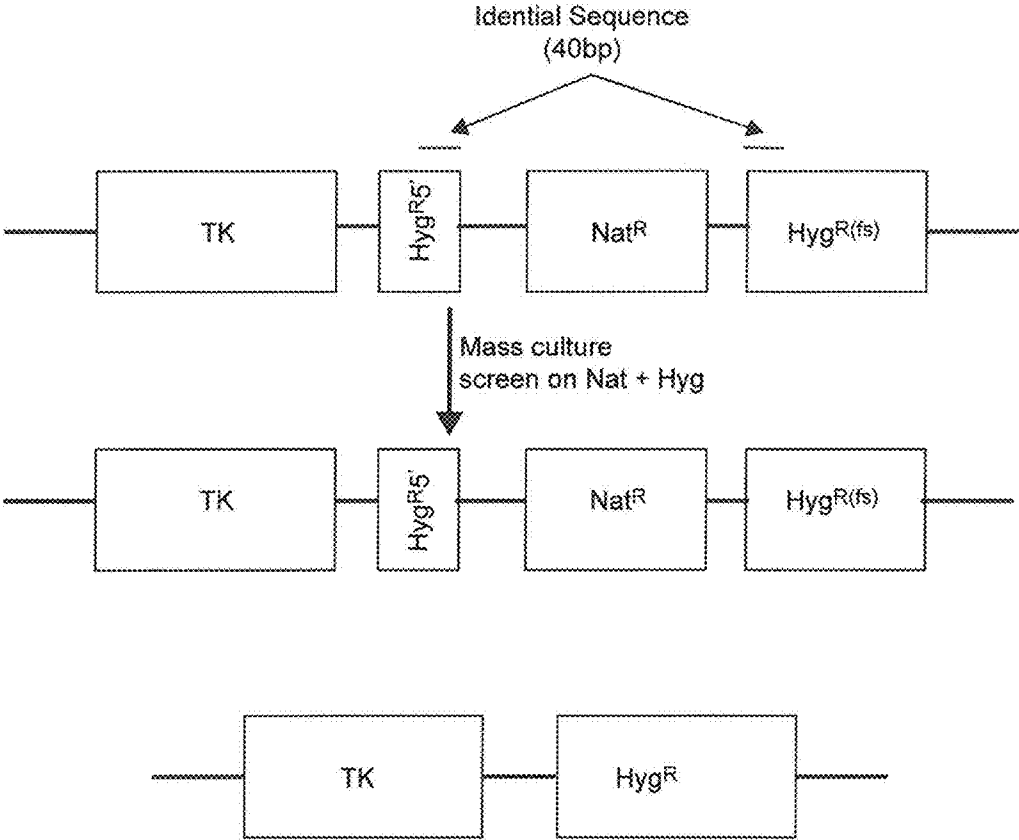 Idential Sequence
(40bp)
TK
HygR5'
NatR
HygR(fs)
Mass culture
screen on Nat + Hyg
TK
HygR5'
NatR
HygR(fs)
TK
HygR